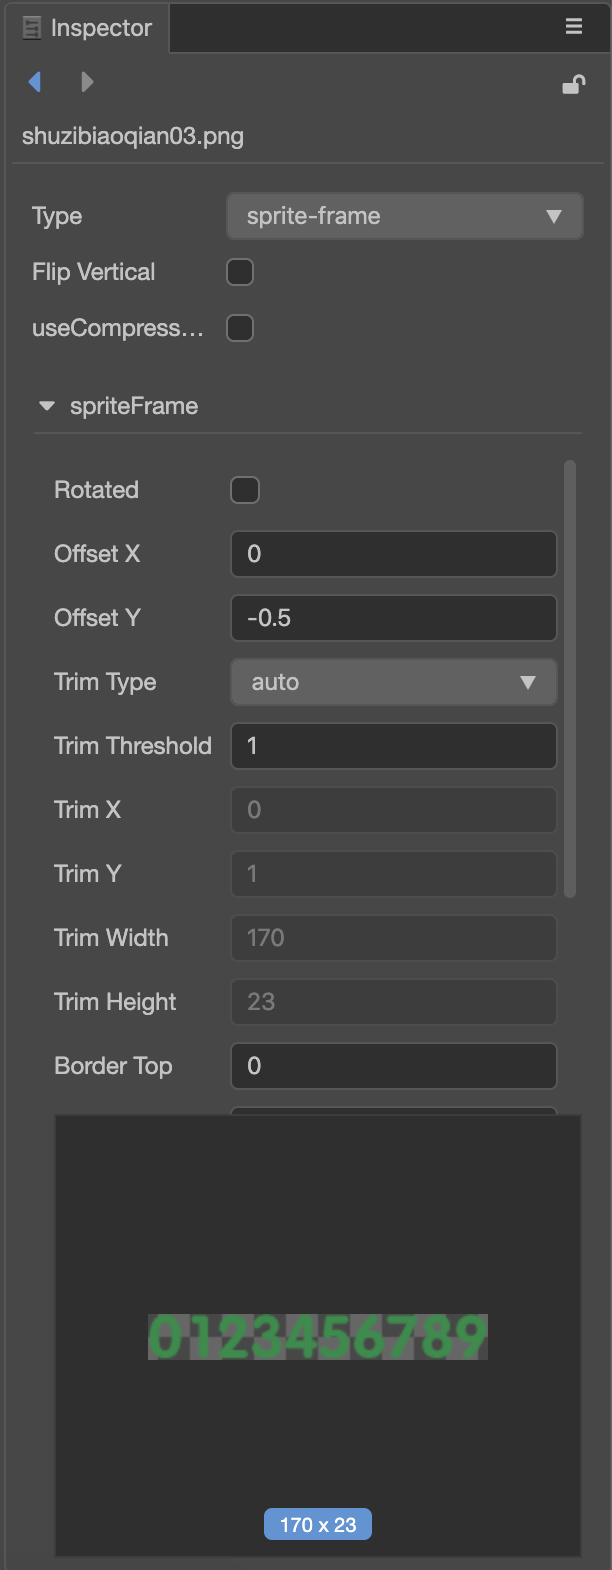 Inspector
shuzibiaoqian03.png
Type sprite-frame
Flip Vertical
useCompress...
spriteFrame
Rotated
Offset X 0
Offset Y -0.5
Trim Type auto
Trim Threshold 1
Trim X 0
Trim Y 1
Trim Width 170
Trim Height 23
Border Top 0
0123456789
170 x 23